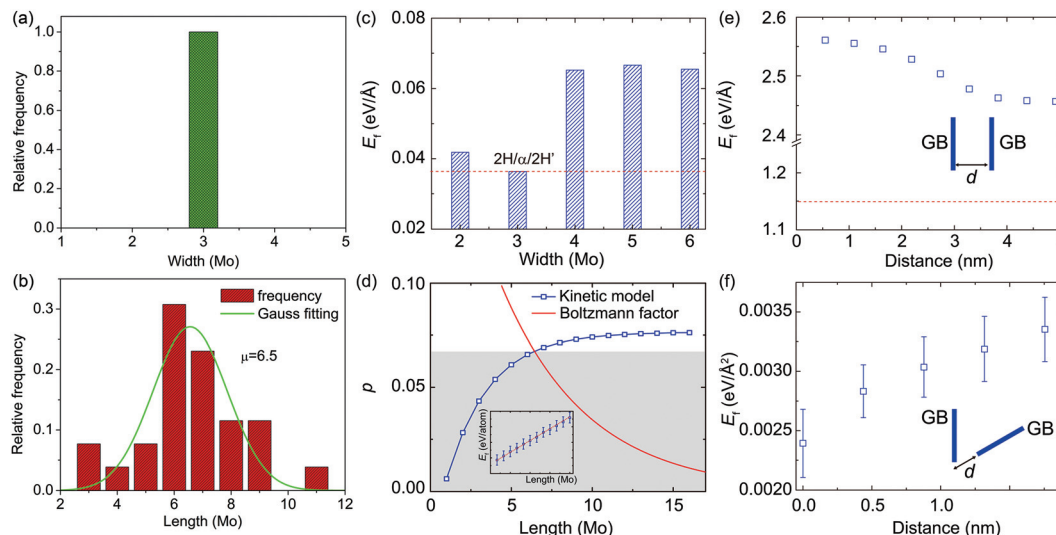 (a)
Relative frequency
1.0
0.8
0.6
0.4
0.2
0.0
1 2 3 4 5
Width (Mo)
(b)
Relative frequency
0.3
0.2
0.1
0.0
frequency
Gauss fitting
μ=6.5
2 4 6 8 10 12
Length (Mo)
(c)
E_f (eV/Å)
0.08
0.06
0.04
0.02
2H/α/2H'
2 3 4 5 6
Width (Mo)
(d)
p
0.10
0.05
0.00
Kinetic model
Boltzmann factor
E_f (eV/atom)
Length (Mo)
0 5 10 15
Length (Mo)
(e)
E_f (eV/Å)
2.6
2.5
2.4
1.2
1.1
GB GB
d
0 1 2 3 4 5
Distance (nm)
(f)
E_f (eV/Å²)
0.0035
0.0030
0.0025
0.0020
GB
GB
d
0.0 0.5 1.0 1.5
Distance (nm)